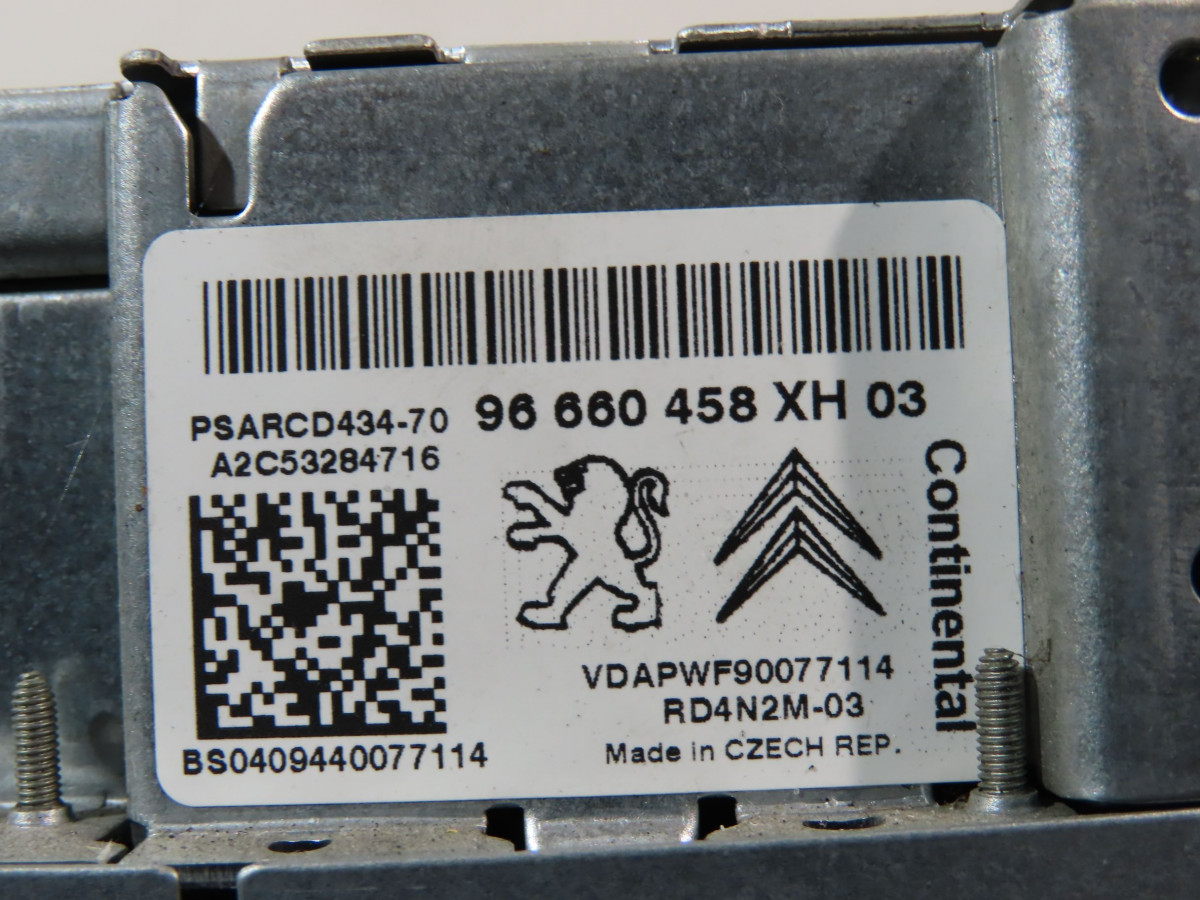 PSARCD434-70
96 660 458 XH 03
A2C53284716
Continental
VDAPWF90077114
RD4N2M-03
BS0409440077114
Made in CZECH REP.